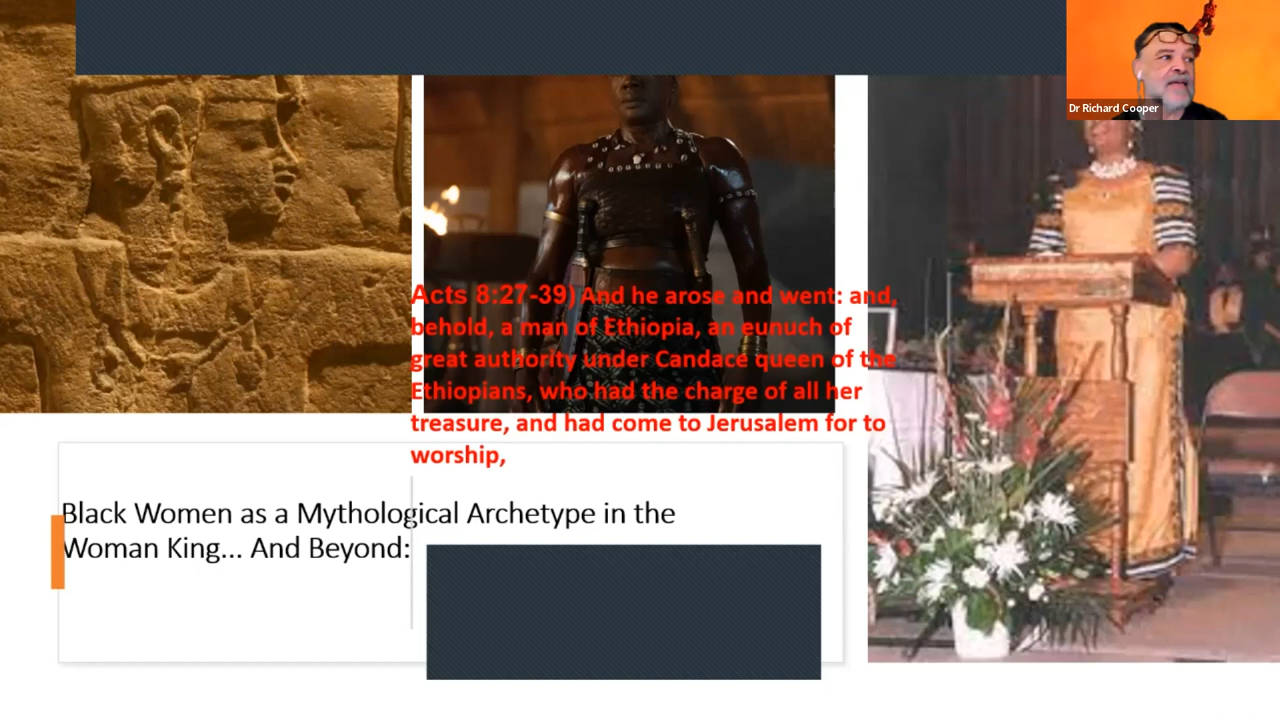 Dr Richard Cooper
Acts 8:27-39) And he arose and went: and,
behold, a man of Ethiopia, an eunuch of
great authority under Candace queen of the
Ethiopians, who had the charge of all her
treasure, and had come to Jerusalem for to
worship,
Black Women as a Mythological Archetype in the
Woman King... And Beyond: